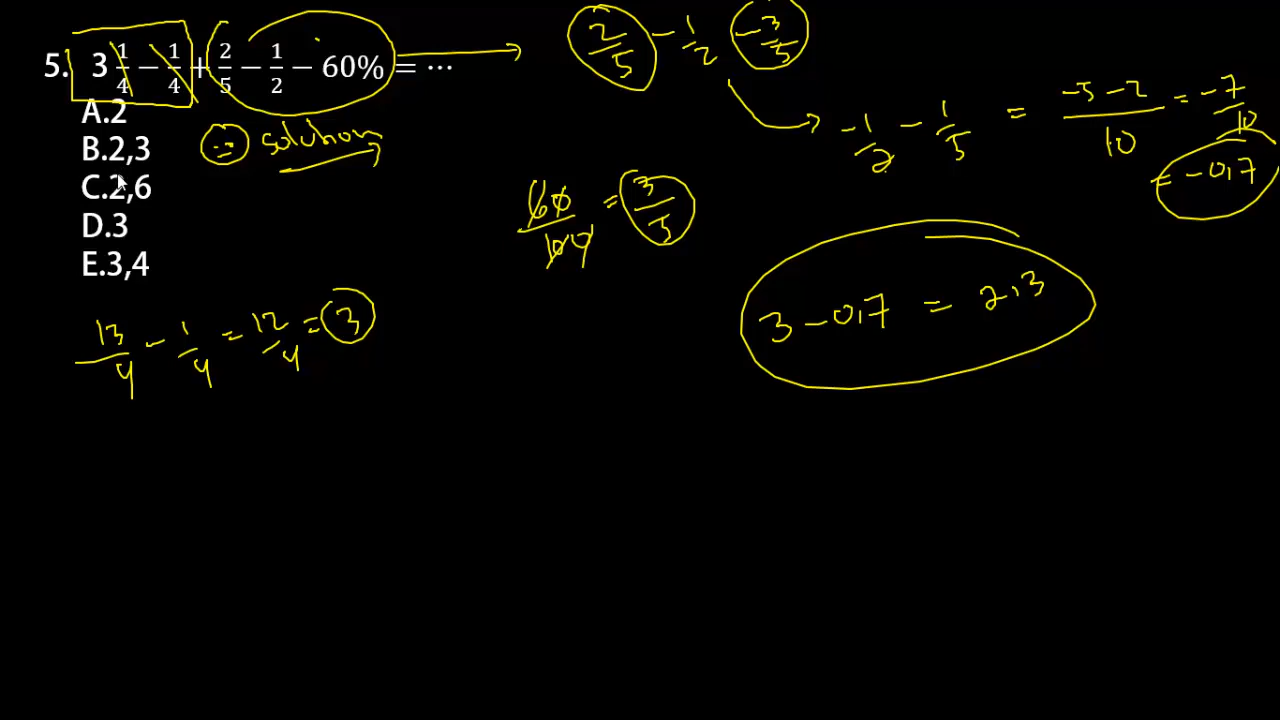 5. 3 1/4 − 1/4 + 2/5 − 1/2 − 60% = ⋯
A.2
B.2,3
C.2,6
D.3
E.3,4
solution
13/4 − 1/4 = 12/4 = 3
2/5 − 1/2 − 3/5
−1/2 − 1/5 = −5−2/10 = −7/10
= −0,7
60/100 = 3/5
3 − 0,7 = 2,3